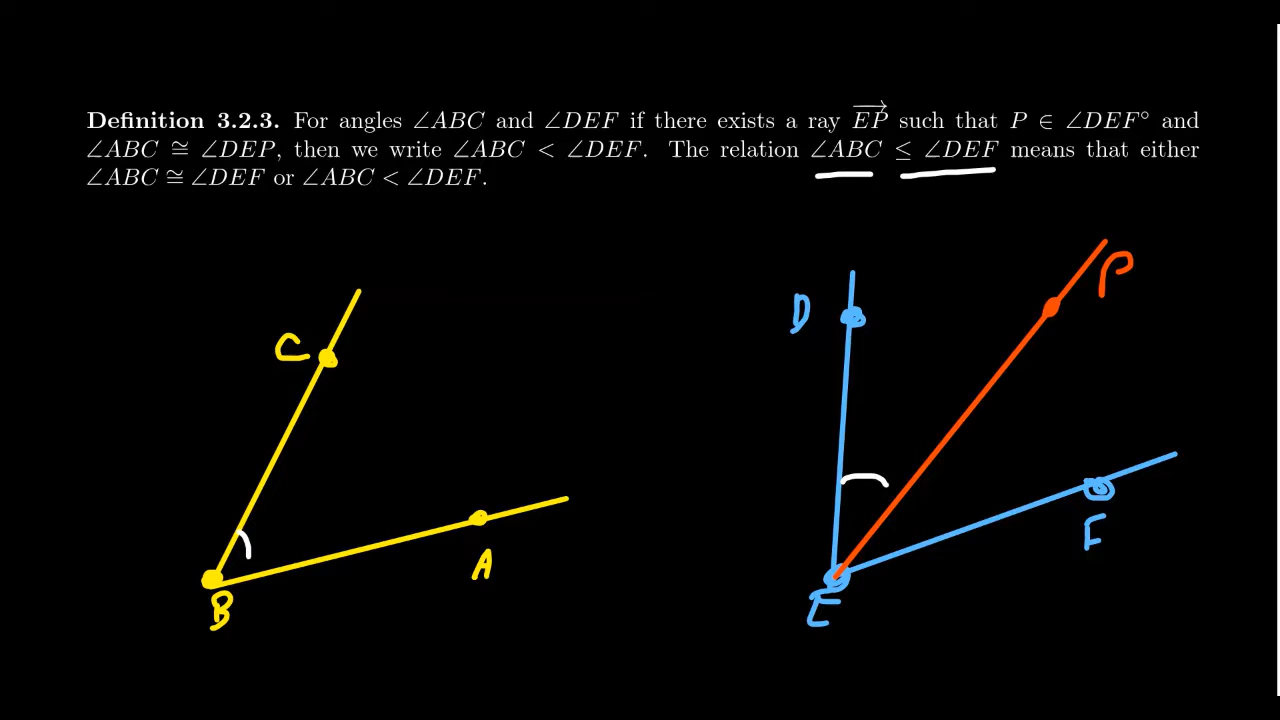 Definition 3.2.3. For angles ∠ABC and ∠DEF if there exists a ray $\overrightarrow{EP}$ such that P ∈ ∠DEF° and
∠ABC ≅ ∠DEP, then we write ∠ABC < ∠DEF. The relation ∠ABC ≤ ∠DEF means that either
∠ABC ≅ ∠DEF or ∠ABC < ∠DEF.
P
D
C
F
A
B
E